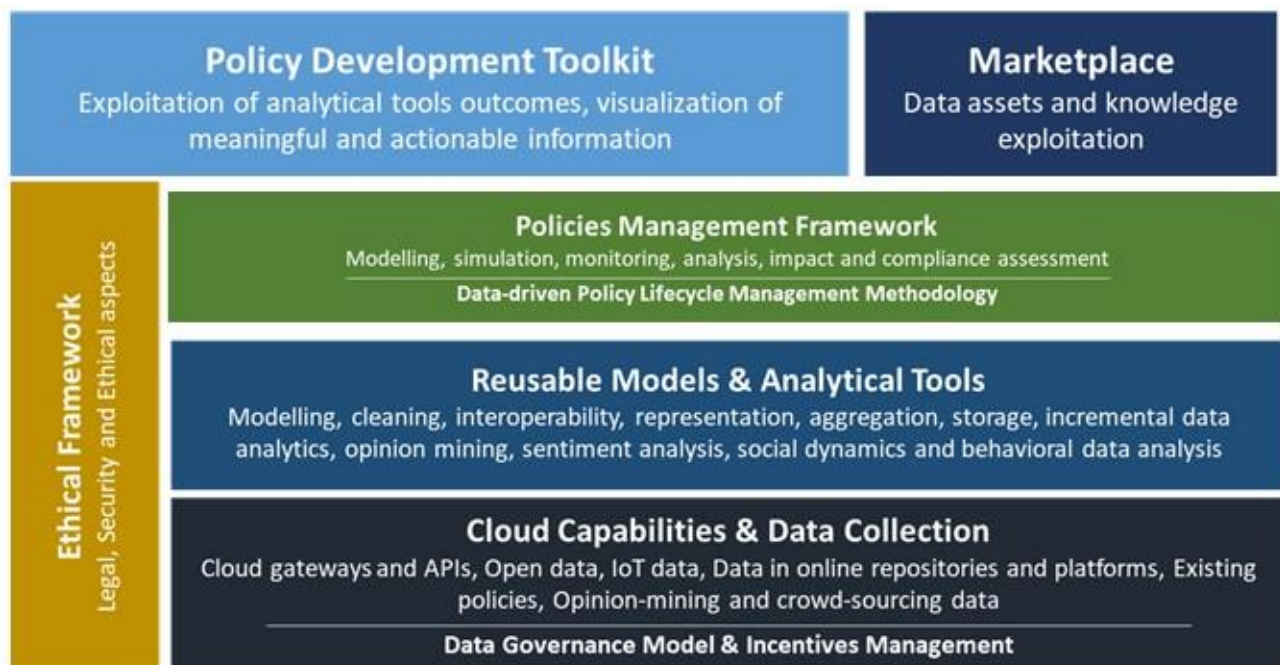 Policy Development Toolkit
Exploitation of analytical tools outcomes, visualization of
meaningful and actionable information
Marketplace
Data assets and knowledge
exploitation
Ethical Framework
Legal, Security and Ethical aspects
Policies Management Framework
Modelling, simulation, monitoring, analysis, impact and compliance assessment
Data-driven Policy Lifecycle Management Methodology
Reusable Models & Analytical Tools
Modelling, cleaning, interoperability, representation, aggregation, storage, incremental data
analytics, opinion mining, sentiment analysis, social dynamics and behavioral data analysis
Cloud Capabilities & Data Collection
Cloud gateways and APIs, Open data, IoT data, Data in online repositories and platforms, Existing
policies, Opinion-mining and crowd-sourcing data
Data Governance Model & Incentives Management